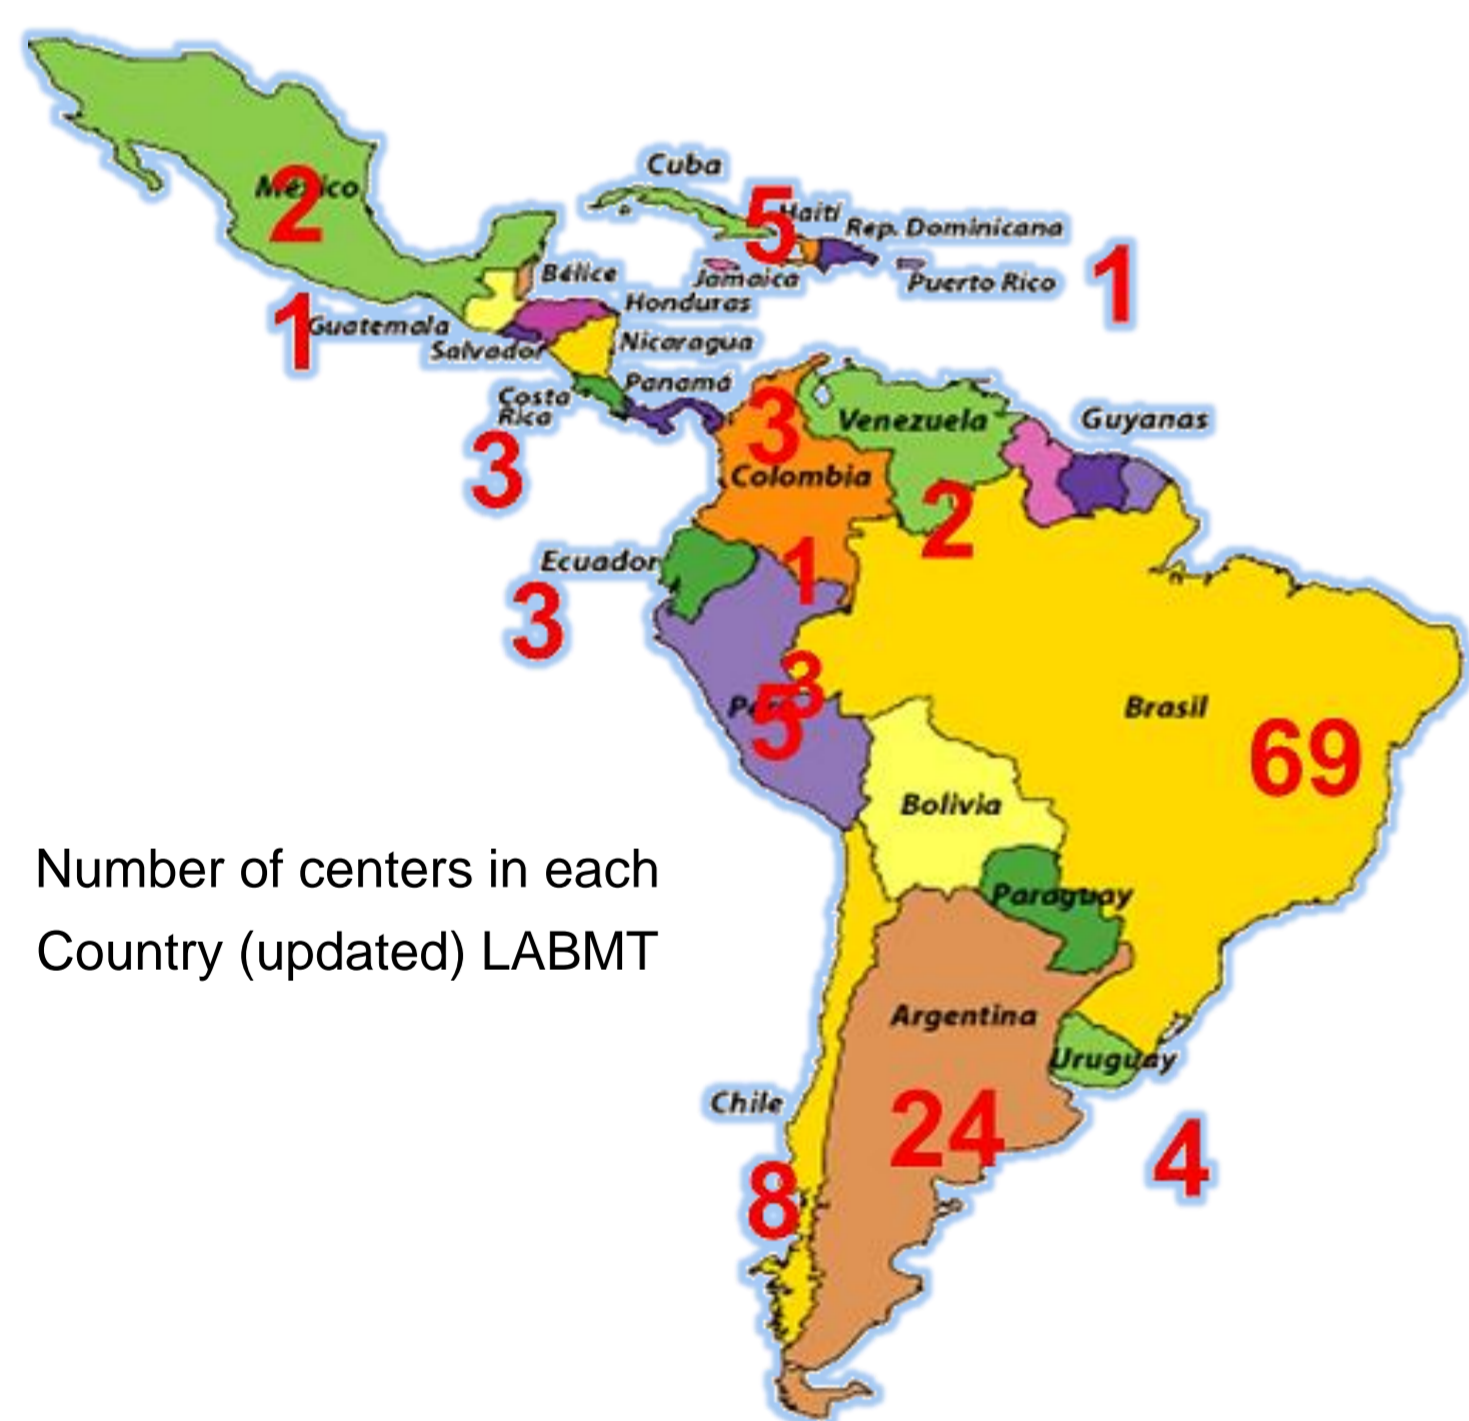 Cuba
México
2
5
Haití
Rep. Dominicana
Bélice
Jamaica
Puerto Rico
1
Honduras
1
Guatemala
Salvador
Nicaragua
Panamá
Costa
Rica
3
3
Venezuela
Guyanas
Colombia
2
Ecuador
1
3
3
5
Brasil
69
Bolivia
Number of centers in each
Paraguay
Country (updated) LABMT
Argentina
Uruguay
Chile
24
4
8